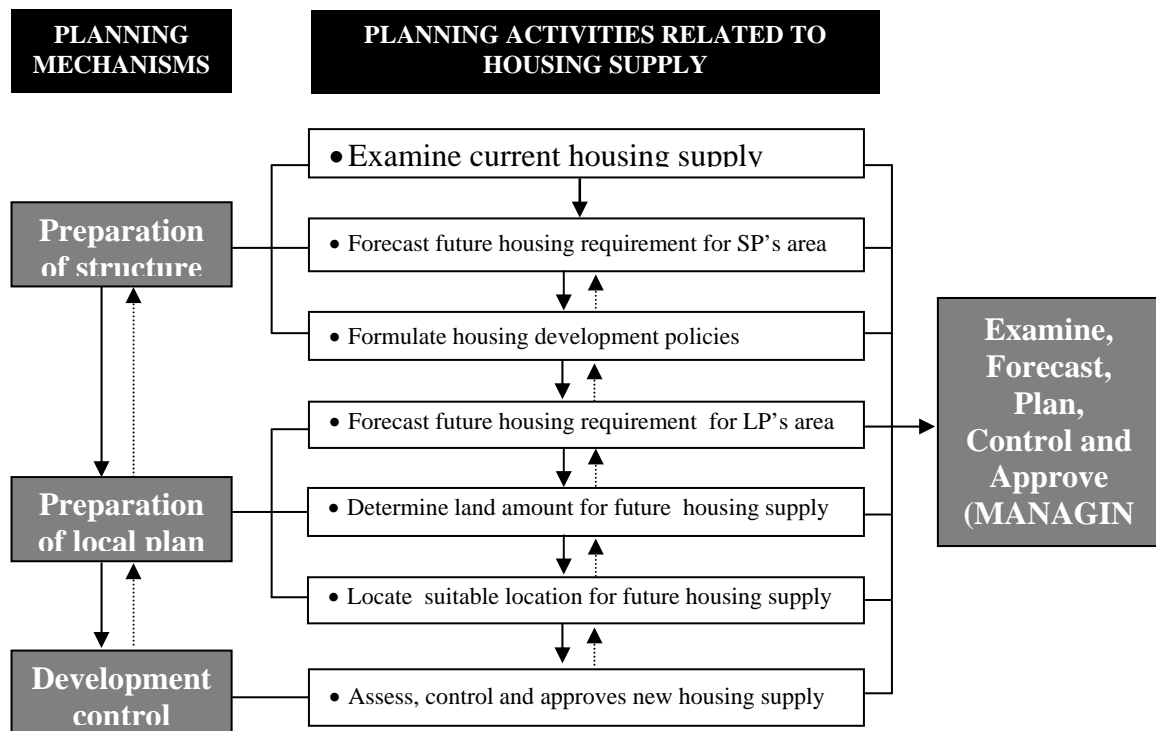 PLANNING
MECHANISMS
PLANNING ACTIVITIES RELATED TO
HOUSING SUPPLY
• Examine current housing supply
Preparation
of structure
• Forecast future housing requirement for SP’s area
• Formulate housing development policies
• Forecast future housing requirement for LP’s area
Preparation
of local plan
• Determine land amount for future housing supply
• Locate suitable location for future housing supply
Development
control
• Assess, control and approves new housing supply
Examine,
Forecast,
Plan,
Control and
Approve
(MANAGIN